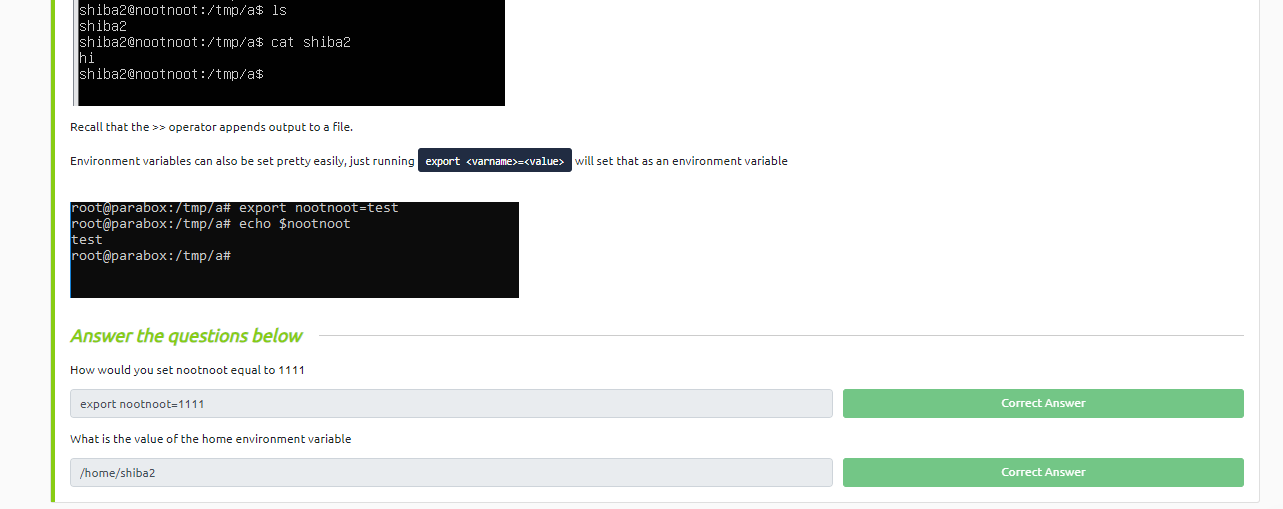 shiba2@nootnoot:/tmp/a$ ls
shiba2
shiba2@nootnoot:/tmp/a$ cat shiba2
hi
shiba2@nootnoot:/tmp/a$
Recall that the >> operator appends output to a file.
Environment variables can also be set pretty easily, just running export <varname>=<value> will set that as an environment variable
root@parabox:/tmp/a# export nootnoot=test
root@parabox:/tmp/a# echo $nootnoot
test
root@parabox:/tmp/a#
Answer the questions below
How would you set nootnoot equal to 1111
export nootnoot=1111
Correct Answer
What is the value of the home environment variable
/home/shiba2
Correct Answer